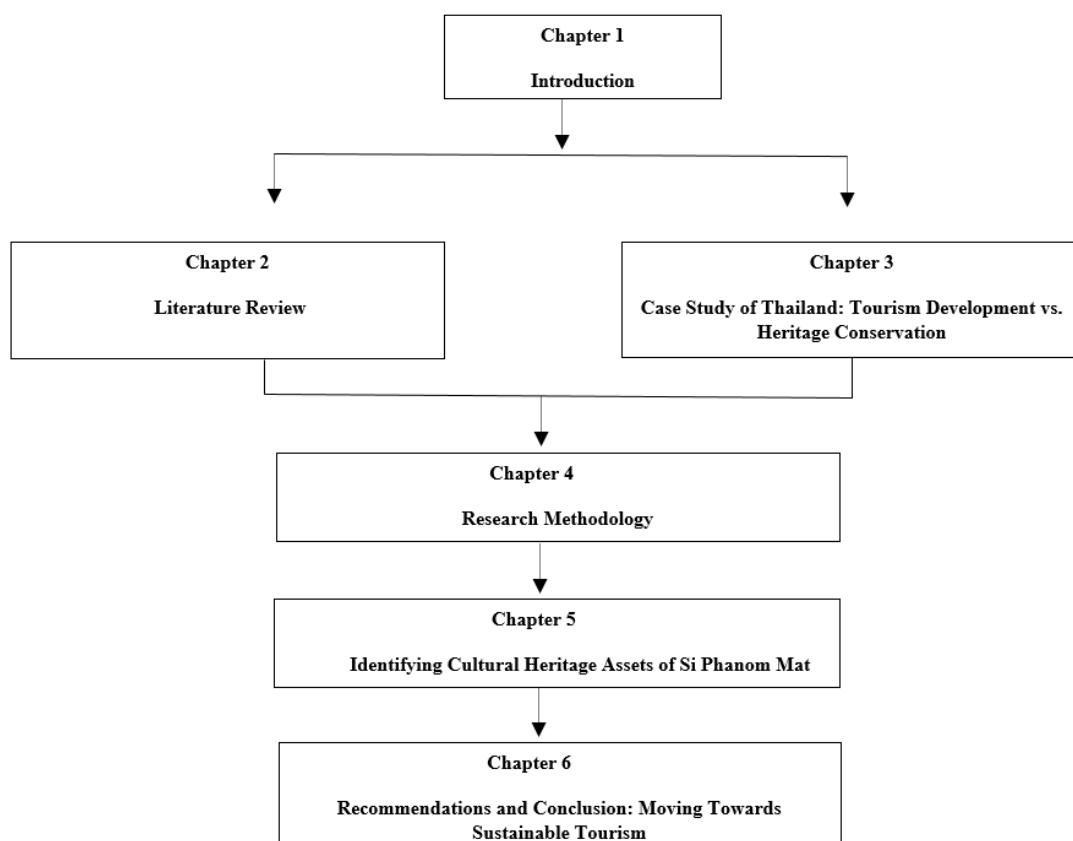 Chapter 1
Introduction
Chapter 2
Literature Review
Chapter 3
Case Study of Thailand: Tourism Development vs.
Heritage Conservation
Chapter 4
Research Methodology
Chapter 5
Identifying Cultural Heritage Assets of Si Phanom Mat
Chapter 6
Recommendations and Conclusion: Moving Towards
Sustainable Tourism